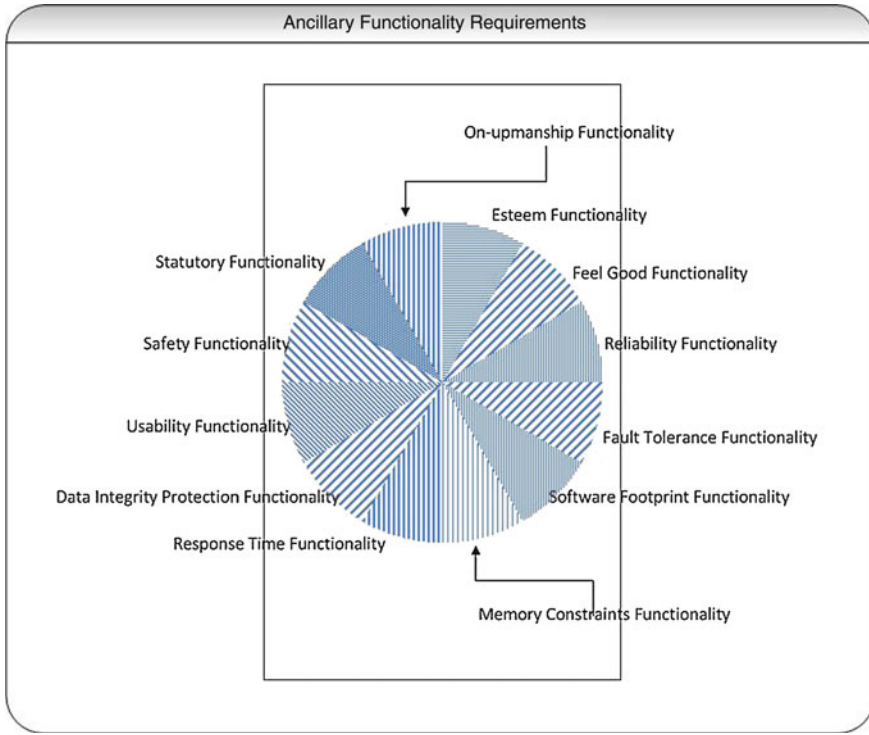 Ancillary Functionality Requirements
On-upmanship Functionality
Esteem Functionality
Statutory Functionality
Feel Good Functionality
Safety Functionality
Reliability Functionality
Usability Functionality
Fault Tolerance Functionality
Data Integrity Protection Functionality
Software Footprint Functionality
Response Time Functionality
Memory Constraints Functionality